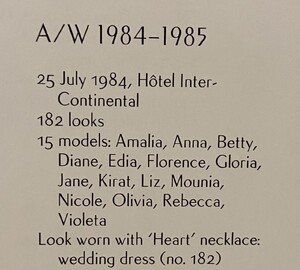 A/W 1984–1985
25 July 1984, Hôtel Inter-
Continental
182 looks
15 models: Amalia, Anna, Betty,
Diane, Edia, Florence, Gloria,
Jane, Kirat, Liz, Mounia,
Nicole, Olivia, Rebecca,
Violeta
Look worn with ‘Heart’ necklace:
wedding dress (no. 182)